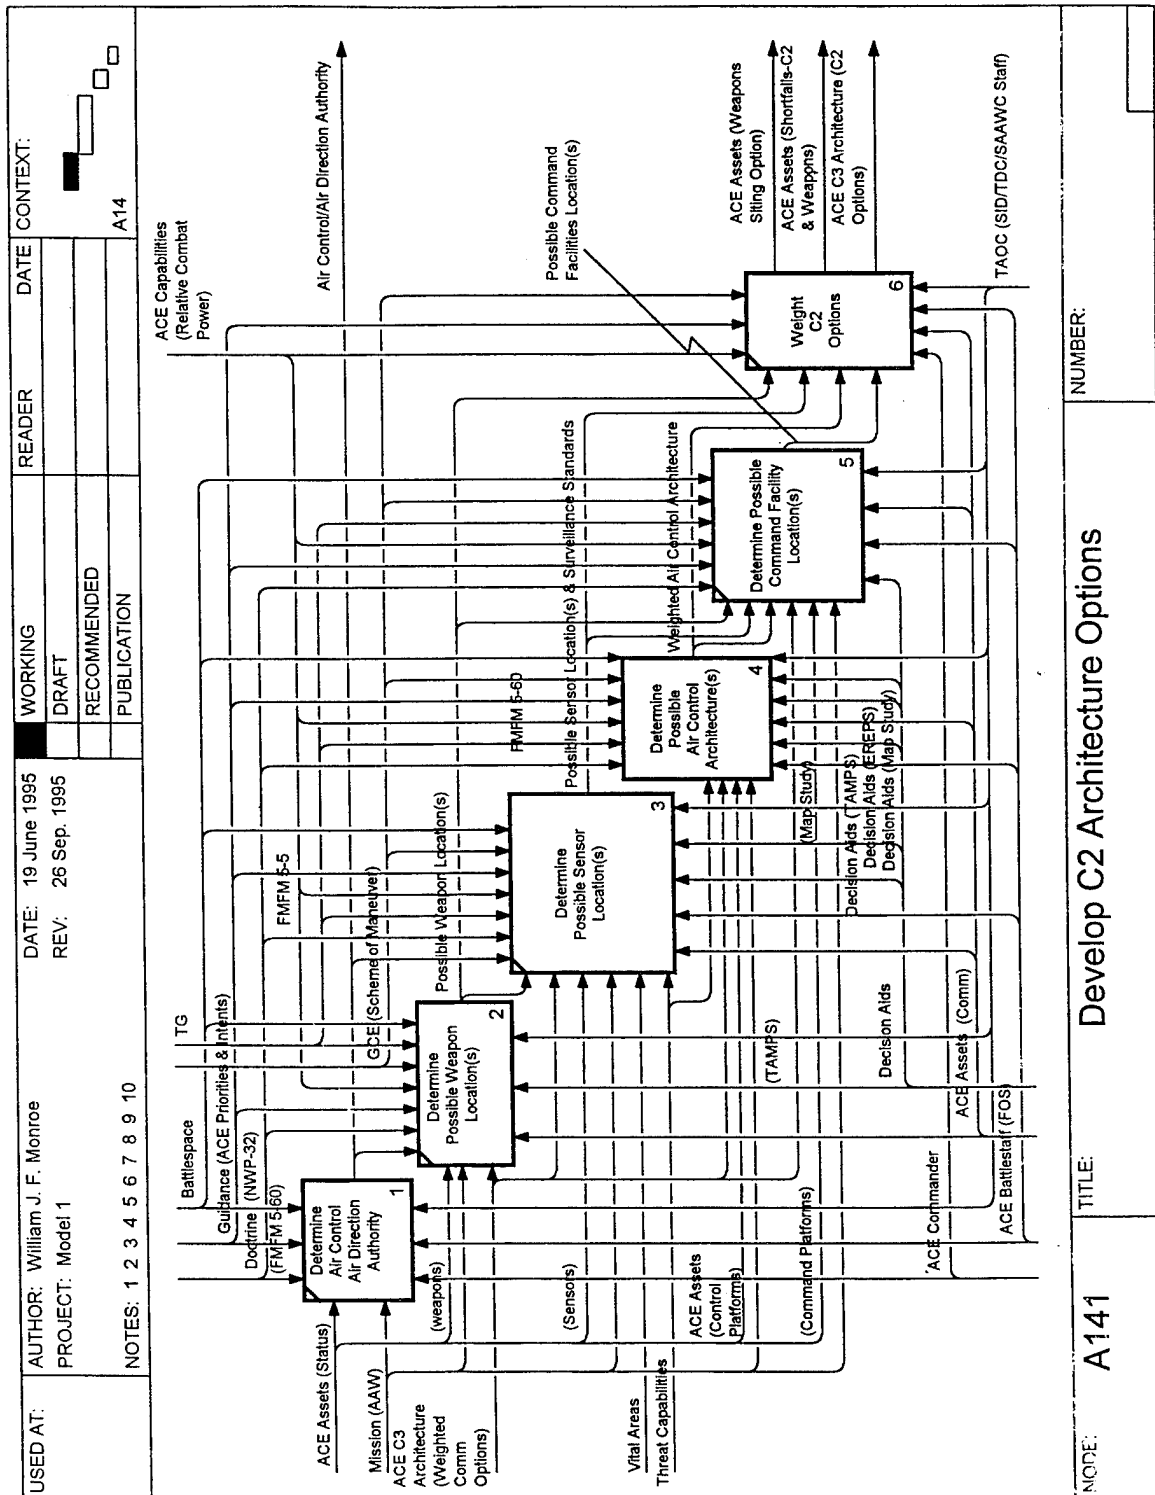 USED AT:
AUTHOR: William J. F. Monroe
PROJECT: Model 1
NOTES: 1 2 3 4 5 6 7 8 9 10
DATE: 19 June 1995
REV: 26 Sep. 1995
WORKING
DRAFT
RECOMMENDED
PUBLICATION
READER
DATE
CONTEXT:
A14
Battlespace
Guidance (ACE Priorities & Intents)
Doctrine (NWP-32)
(FMFM 5-60)
TG
FMFM 5-5
GCE (Scheme of Maneuver)
FMFM 5-60
ACE Capabilities
(Relative Combat
Power)
Air Control/Air Direction Authority
Possible Weapon Location(s)
Possible Sensor Location(s) & Surveillance Standards
Weighted Air Control Architecture
Possible Command
Facilities Location(s)
ACE Assets (Weapons
Siting Option)
ACE Assets (Shortfalls-C2
& Weappns)
ACE C3 Architecture (C2
Options)
Determine
Air Control
Air Direction
Authority
1
Determine
Possible Weapon
Location(s)
2
Determine
Possible Sensor
Location(s)
3
Determine
Possible
Air Control
Architecture(s)
4
Determine Possible
Command Facility
Location(s)
5
Weight
C2
Options
6
ACE Assets (Status)
Mission (AAW)
ACE C3
Architecture
(Weighted
Comm
Options)
Vital Areas
Threat Capabilities
(weapons)
(Sensors)
ACE Assets
(Control
Platforms)
(Command Platforms)
(TAMPS)
(Map Study)
Decision Aids (TAMPS)
Decision Aids (EREPS)
Decision Aids (Map Study)
Decision Aids
ACE Assets (Comm)
ACE Commander
ACE Battlestaff (FOS)
TAOC (SID/TDC/SAAWC Staff)
NODE:
A141
TITLE:
Develop C2 Architecture Options
NUMBER: